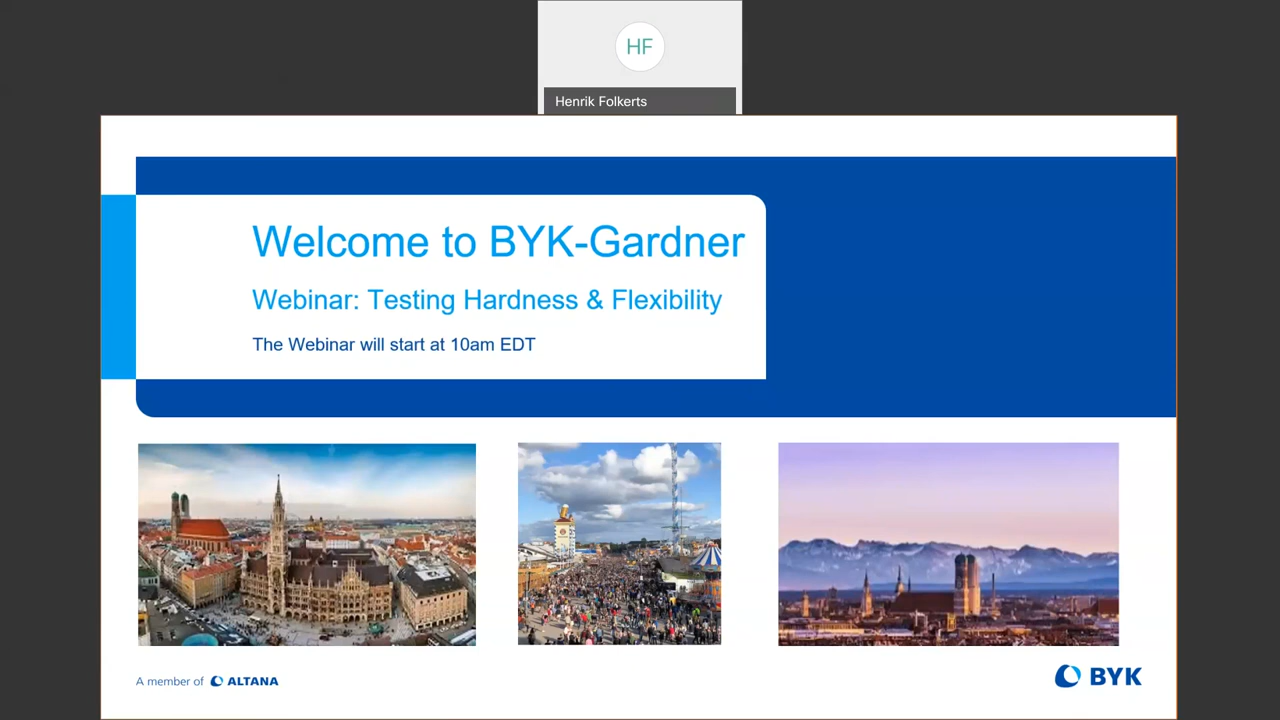 HF
Henrik Folkerts
Welcome to BYK-Gardner
Webinar: Testing Hardness & Flexibility
The Webinar will start at 10am EDT
A member of ALTANA
BYK